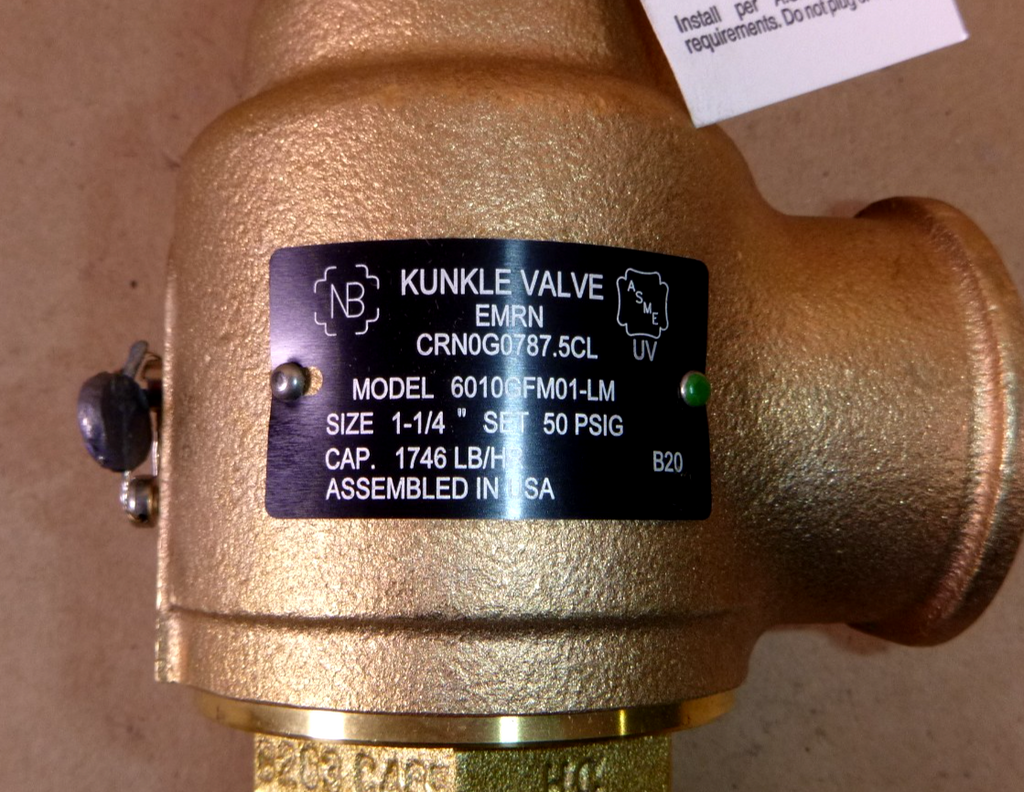 Install per
requirements. Do not plug
NB
KUNKLE VALVE
ASME
EMRN
UV
CRN0G0787.5CL
MODEL 6010GFM01-LM
SIZE 1-1/4 " SET 50 PSIG
CAP. 1746 LB/HR B20
ASSEMBLED IN USA